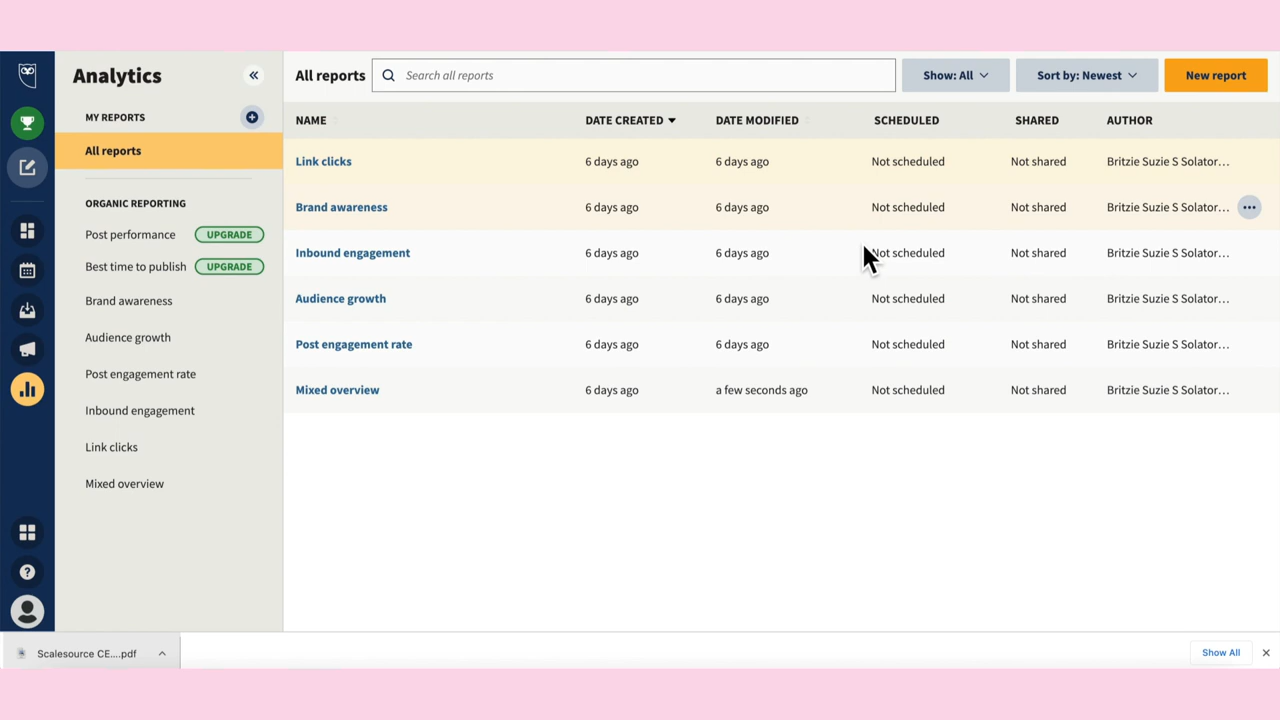 Analytics
MY REPORTS
All reports
ORGANIC REPORTING
Post performance UPGRADE
Best time to publish UPGRADE
Brand awareness
Audience growth
Post engagement rate
Inbound engagement
Link clicks
Mixed overview
All reports Search all reports Show: All Sort by: Newest New report
NAME DATE CREATED DATE MODIFIED SCHEDULED SHARED AUTHOR
Link clicks 6 days ago 6 days ago Not scheduled Not shared Britzie Suzie S Solator…
Brand awareness 6 days ago 6 days ago Not scheduled Not shared Britzie Suzie S Solator…
Inbound engagement 6 days ago 6 days ago Not scheduled Not shared Britzie Suzie S Solator…
Audience growth 6 days ago 6 days ago Not scheduled Not shared Britzie Suzie S Solator…
Post engagement rate 6 days ago 6 days ago Not scheduled Not shared Britzie Suzie S Solator…
Mixed overview 6 days ago a few seconds ago Not scheduled Not shared Britzie Suzie S Solator…
Scalesource CE....pdf Show All